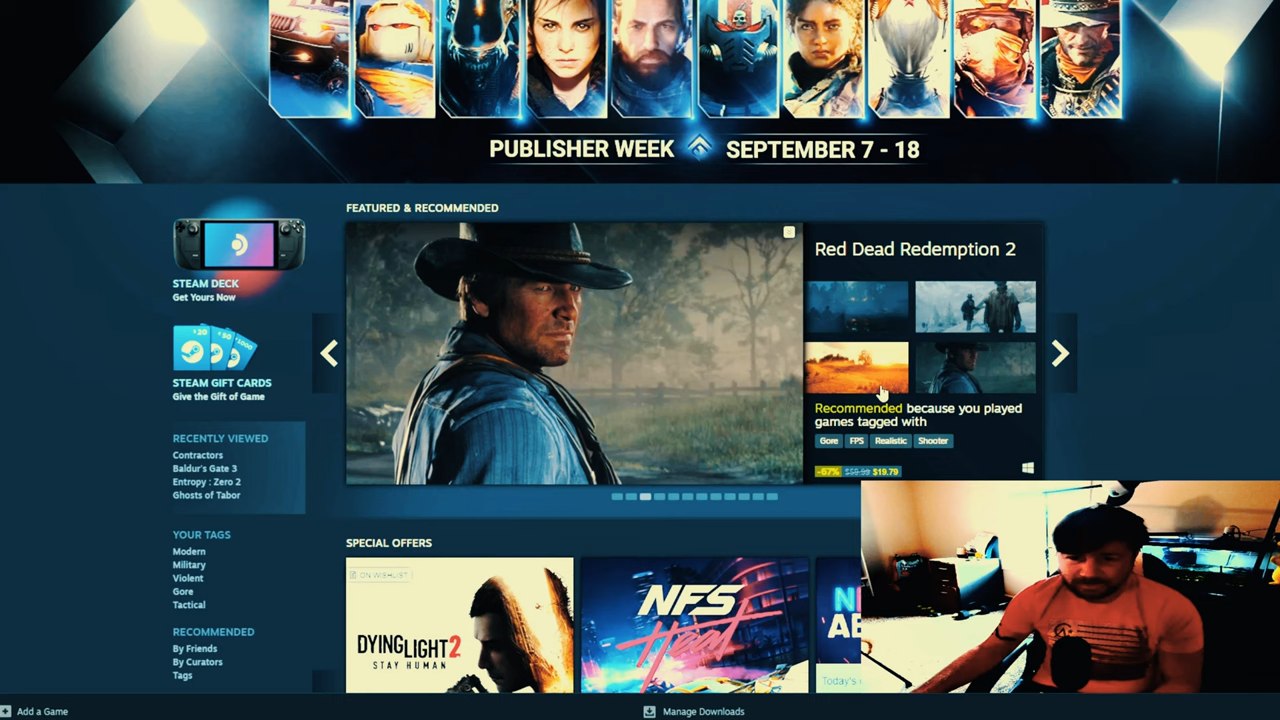 PUBLISHER WEEK SEPTEMBER 7 - 18
FEATURED & RECOMMENDED
STEAM DECK
Get Yours Now
STEAM GIFT CARDS
Give the Gift of Game
RECENTLY VIEWED
Contractors
Baldur's Gate 3
Entropy : Zero 2
Ghosts of Tabor
YOUR TAGS
Modern
Military
Violent
Gore
Tactical
RECOMMENDED
By Friends
By Curators
Tags
Red Dead Redemption 2
Recommended because you played
games tagged with
Gore FPS Realistic Shooter
-67% $59.99 $19.79
SPECIAL OFFERS
ON WISHLIST
DYING LIGHT 2
STAY HUMAN
NFS
Heat
Today's
Add a Game
Manage Downloads